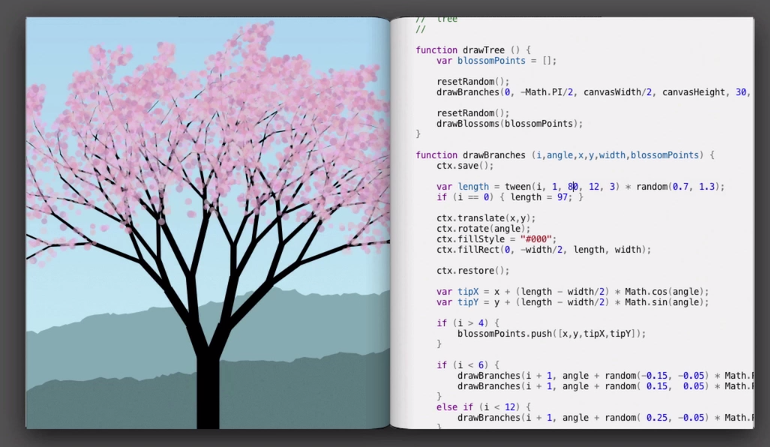 // tree
//
function drawTree () {
var blossomPoints = [];
resetRandom();
drawBranches(0, -Math.PI/2, canvasWidth/2, canvasHeight, 30,
resetRandom();
drawBlossoms(blossomPoints);
}
function drawBranches (i,angle,x,y,width,blossomPoints) {
ctx.save();
var length = tween(i, 1, 80, 12, 3) * random(0.7, 1.3);
if (i == 0) { length = 97; }
ctx.translate(x,y);
ctx.rotate(angle);
ctx.fillStyle = "#000";
ctx.fillRect(0, -width/2, length, width);
ctx.restore();
var tipX = x + (length - width/2) * Math.cos(angle);
var tipY = y + (length - width/2) * Math.sin(angle);
if (i > 4) {
blossomPoints.push([x,y,tipX,tipY]);
}
if (i < 6) {
drawBranches(i + 1, angle + random(-0.15, -0.05) * Math.P
drawBranches(i + 1, angle + random( 0.15,  0.05) * Math.P
}
else if (i < 12) {
drawBranches(i + 1, angle + random( 0.25, -0.05) * Math.P
}